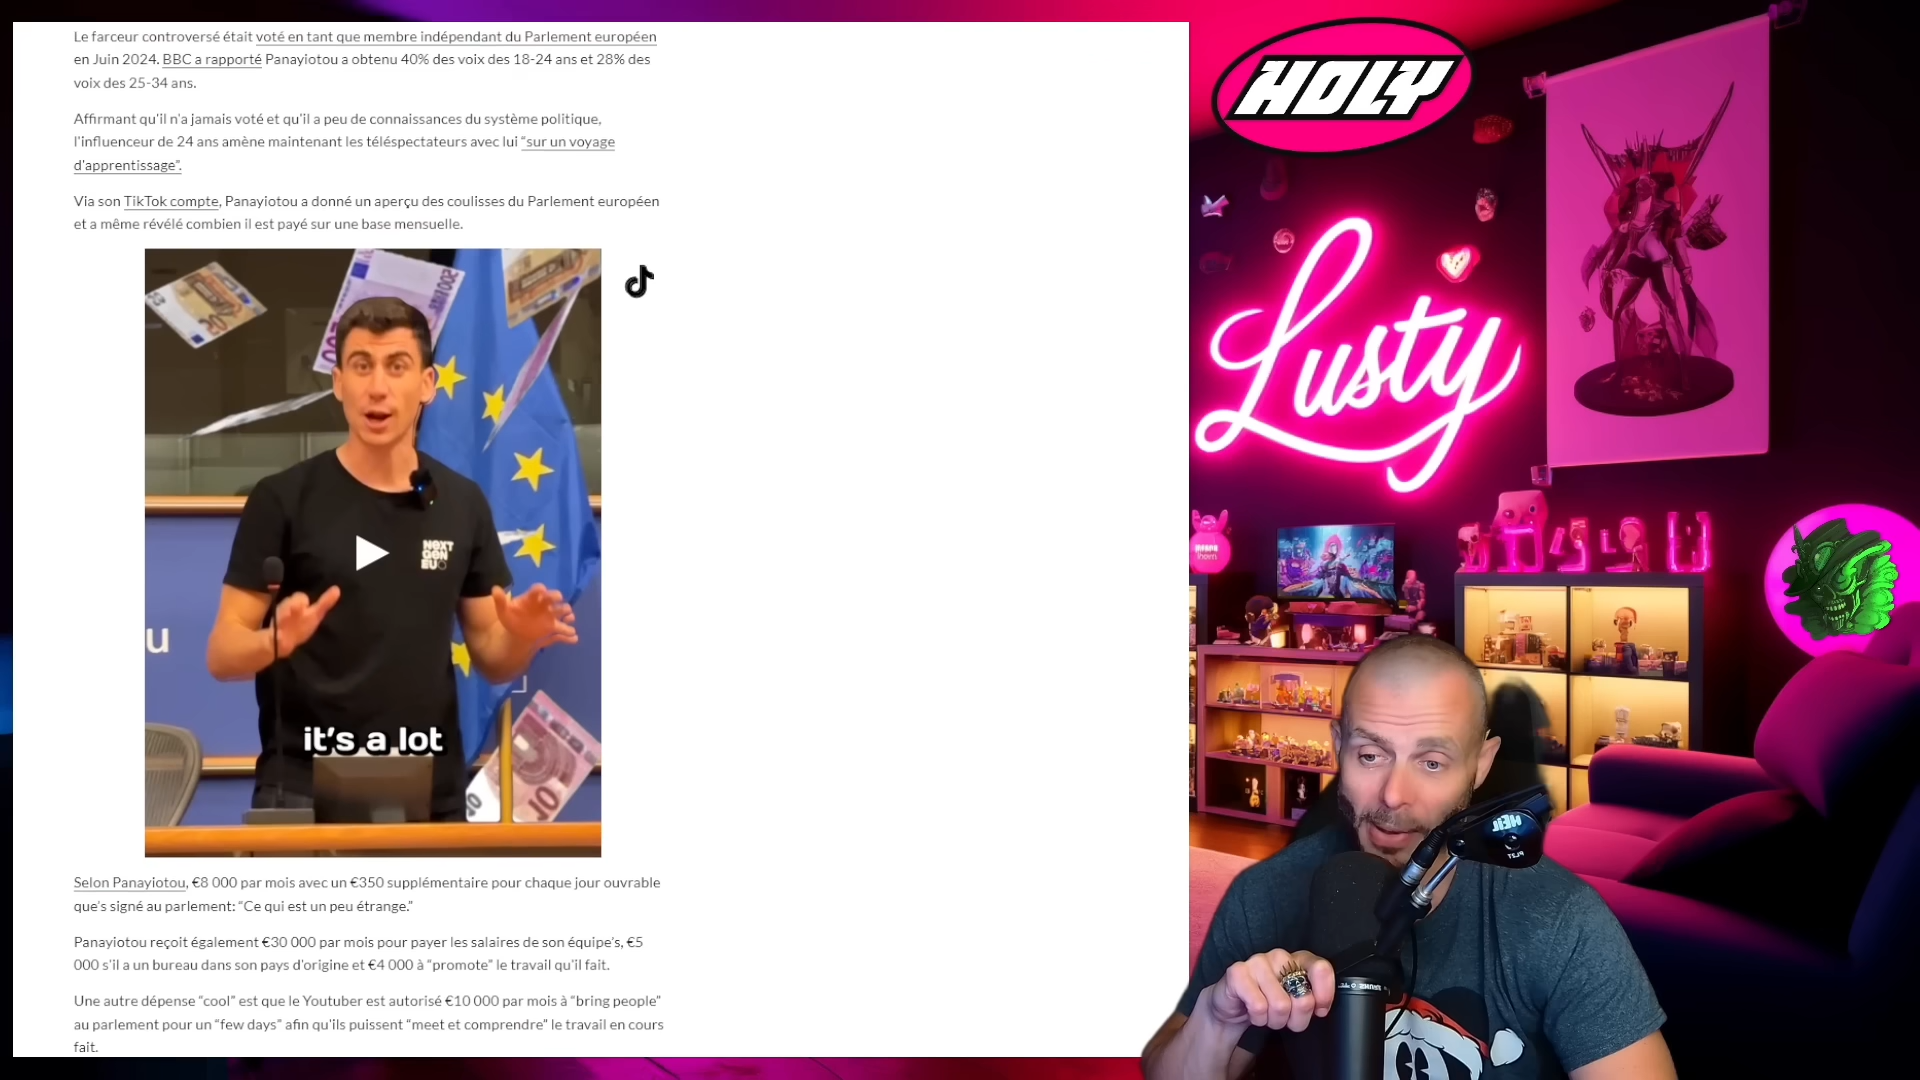 Le farceur controversé était voté en tant que membre indépendant du Parlement européen
en Juin 2024. BBC a rapporté Panayiotou a obtenu 40% des voix des 18-24 ans et 28% des
voix des 25-34 ans.
Affirmant qu'il n'a jamais voté et qu'il a peu de connaissances du système politique,
l'influenceur de 24 ans amène maintenant les téléspectateurs avec lui “sur un voyage
d'apprentissage”.
Via son TikTok compte, Panayiotou a donné un aperçu des coulisses du Parlement européen
et a même révélé combien il est payé sur une base mensuelle.
NEXT
GEN
EU
u
it's a lot
Selon Panayiotou, €8 000 par mois avec un €350 supplémentaire pour chaque jour ouvrable
que's signé au parlement: “Ce qui est un peu étrange.”
Panayiotou reçoit également €30 000 par mois pour payer les salaires de son équipe's, €5
000 s'il a un bureau dans son pays d'origine et €4 000 à “promote” le travail qu'il fait.
Une autre dépense “cool” est que le Youtuber est autorisé €10 000 par mois à “bring people”
au parlement pour un “few days” afin qu'ils puissent “meet et comprendre” le travail en cours
fait.
HOLY
Lusty